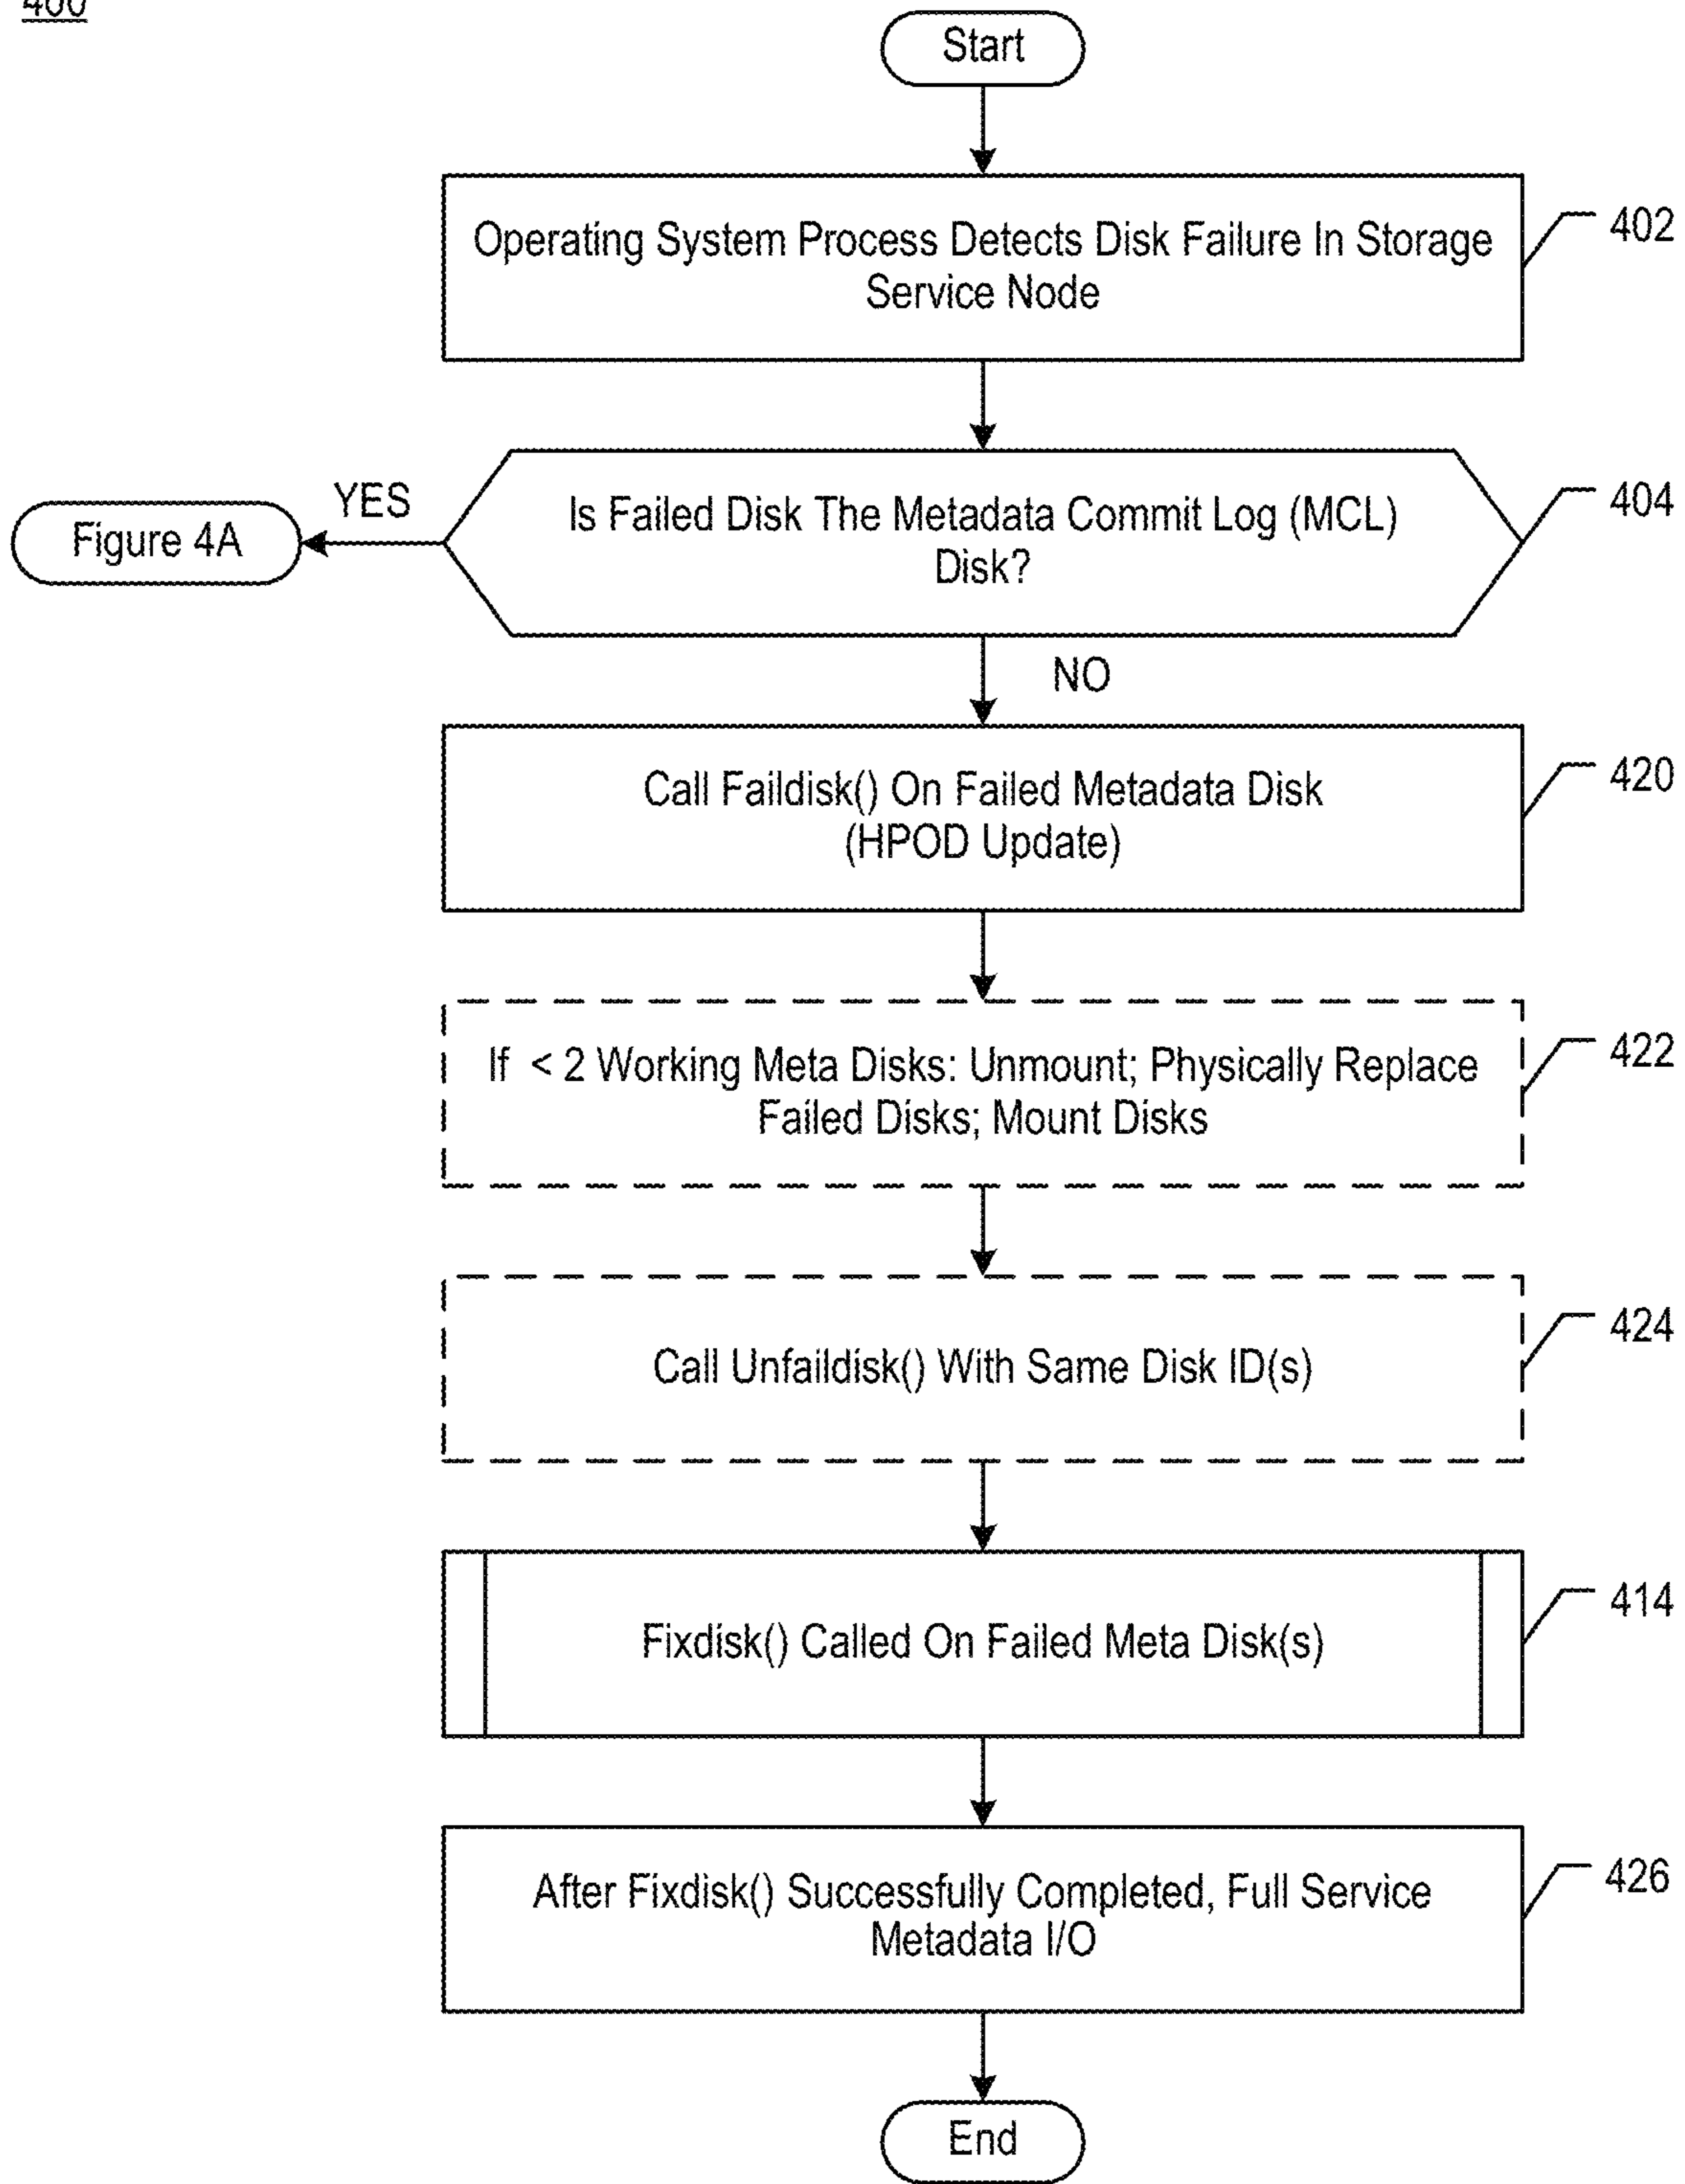 400
Start
Operating System Process Detects Disk Failure In Storage
Service Node
402
Is Failed Disk The Metadata Commit Log (MCL)
Disk?
404
YES
Figure 4A
NO
Call Faildisk() On Failed Metadata Disk
(HPOD Update)
420
If < 2 Working Meta Disks: Unmount; Physically Replace
Failed Disks; Mount Disks
422
Call Unfaildisk() With Same Disk ID(s)
424
Fixdisk() Called On Failed Meta Disk(s)
414
After Fixdisk() Successfully Completed, Full Service
Metadata I/O
426
End